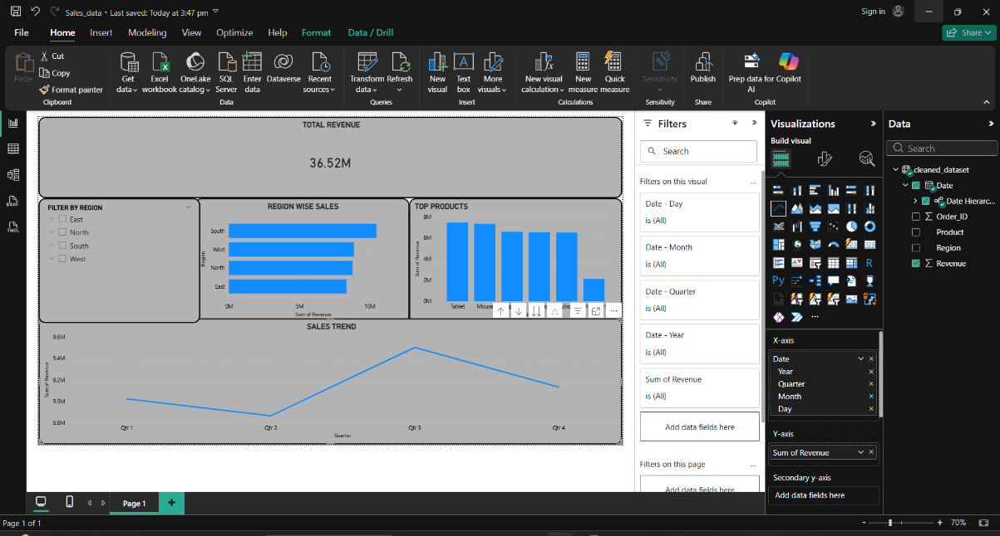 Sales_data • Last saved: Today at 3:47 pm
Sign in
File Home Insert Modeling View Optimize Help Format Data / Drill
Share
Paste
Cut
Copy
Format painter
Clipboard
Get data
Excel workbook
OneLake catalog
SQL Server
Enter data
Dataverse
Recent sources
Data
Transform data
Refresh
Queries
New visual
Text box
More visuals
Insert
New visual calculation
New measure
Quick measure
Calculations
Sensitivity
Sensitivity
Publish
Share
Prep data for AI
Copilot
Copilot
TOTAL REVENUE
36.52M
FILTER BY REGION
East
North
South
West
REGION WISE SALES
Region
South
West
North
East
0M 5M 10M
Sum of Revenue
TOP PRODUCTS
Sum of Revenue
8M
6M
4M
2M
0M
Tablet Mouse
SALES TREND
Sum of Revenue
9.6M
9.4M
9.2M
9.0M
8.8M
Qtr 1 Qtr 2 Qtr 3 Qtr 4
Quarter
Filters
Search
Filters on this visual ...
Date - Day
is (All)
Date - Month
is (All)
Date - Quarter
is (All)
Date - Year
is (All)
Sum of Revenue
is (All)
Add data fields here
Filters on this page ...
Add data fields here
Visualizations
Build visual
R
Py
...
X-axis
Date
Year
Quarter
Month
Day
Y-axis
Sum of Revenue
Secondary y-axis
Add data fields here
Data
Search
cleaned_dataset
Date
Date Hierarc...
Order_ID
Product
Region
Revenue
DAX
TMDL
Page 1
Page 1 of 1
70%